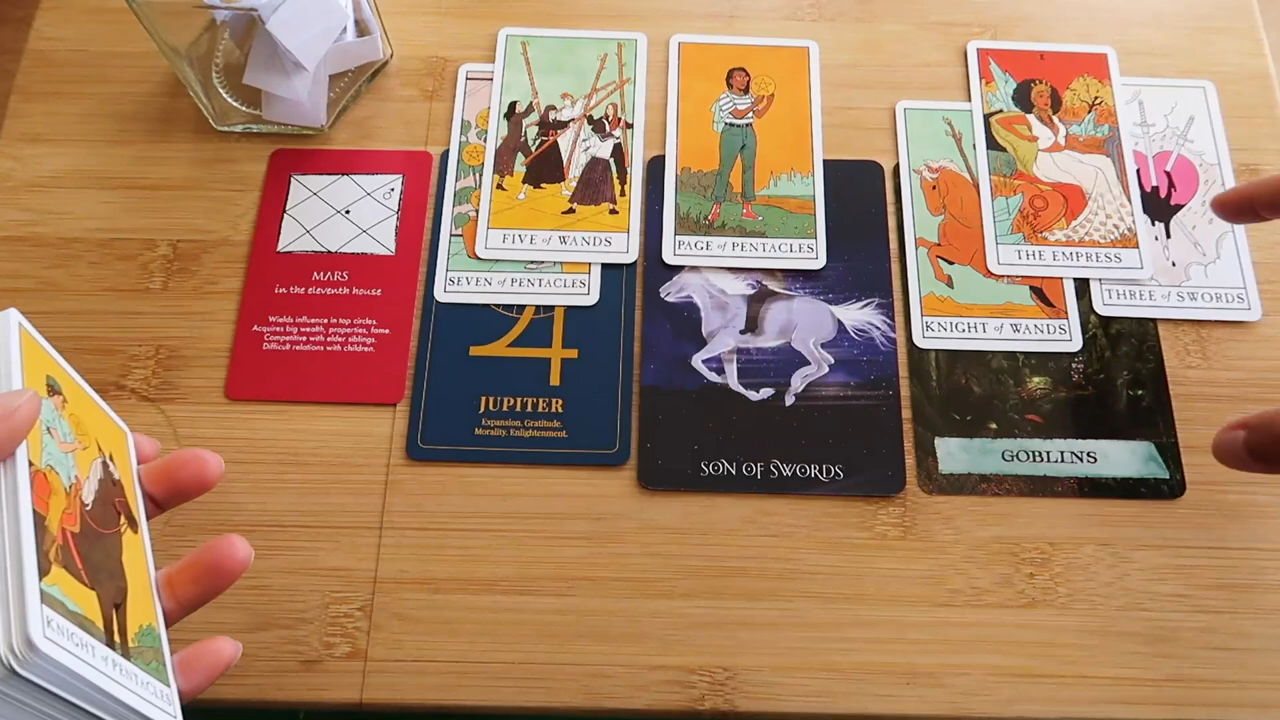 FIVE of WANDS
SEVEN of PENTACLES
PAGE of PENTACLES
X
THE EMPRESS
KNIGHT of WANDS
THREE of SWORDS
MARS
in the eleventh house
Wields influence in top circles.
Acquires big wealth, properties, fame.
Competitive with elder siblings.
Difficult relations with children.
JUPITER
Expansion. Gratitude.
Morality. Enlightenment.
SON OF SWORDS
GOBLINS
KNIGHT of PENTACLES